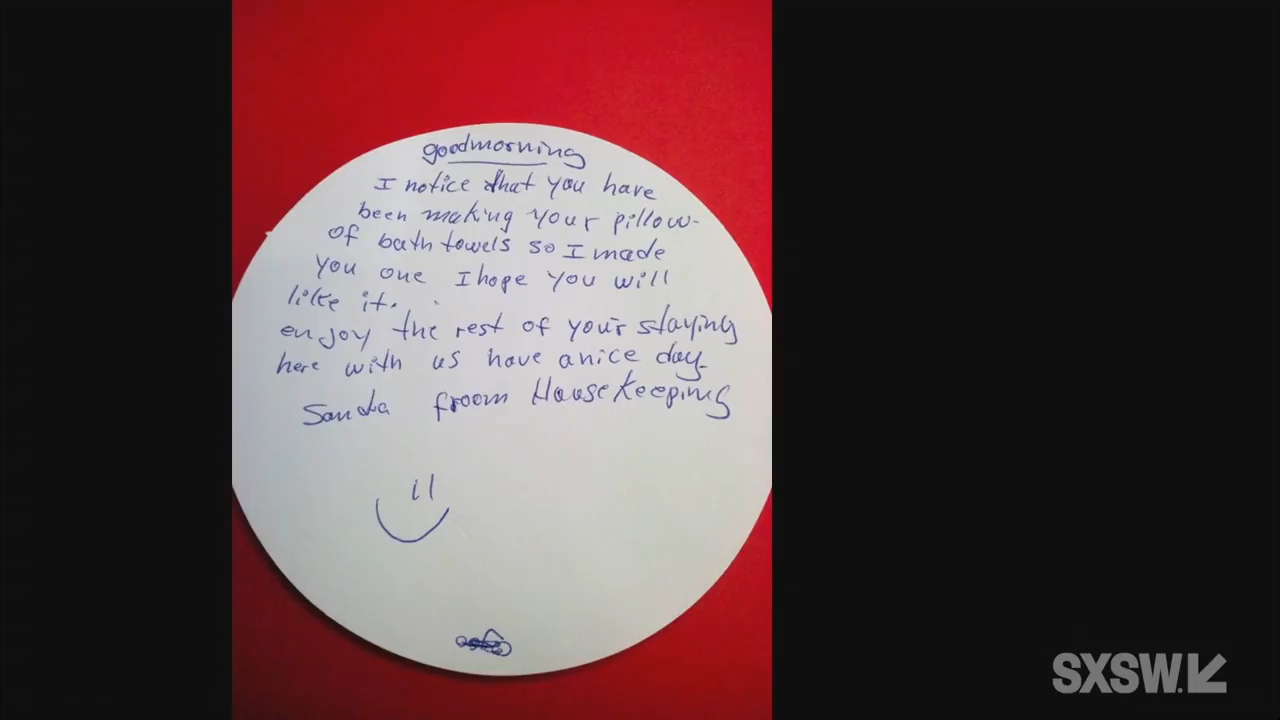 goodmorning
I notice that you have
been making your pillow-
of bath towels so I made
you one I hope you will
like it.
enjoy the rest of your staying
here with us have a nice day-
Sandra froom Housekeeping
SXSW.